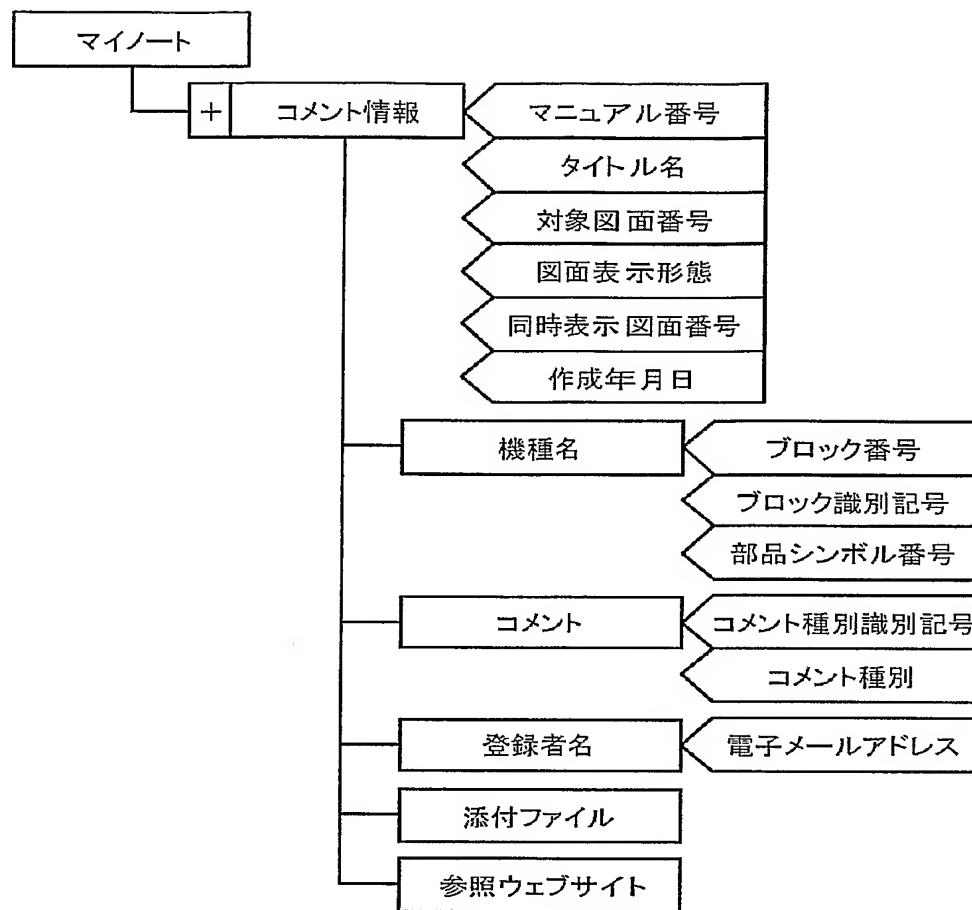 マイノート
+
コメント情報
マニュアル番号
タイトル名
対象図面番号
図面表示形態
同時表示図面番号
作成年月日
機種名
ブロック番号
ブロック識別記号
部品シンボル番号
コメント
コメント種別識別記号
コメント種別
登録者名
電子メールアドレス
添付ファイル
参照ウェブサイト